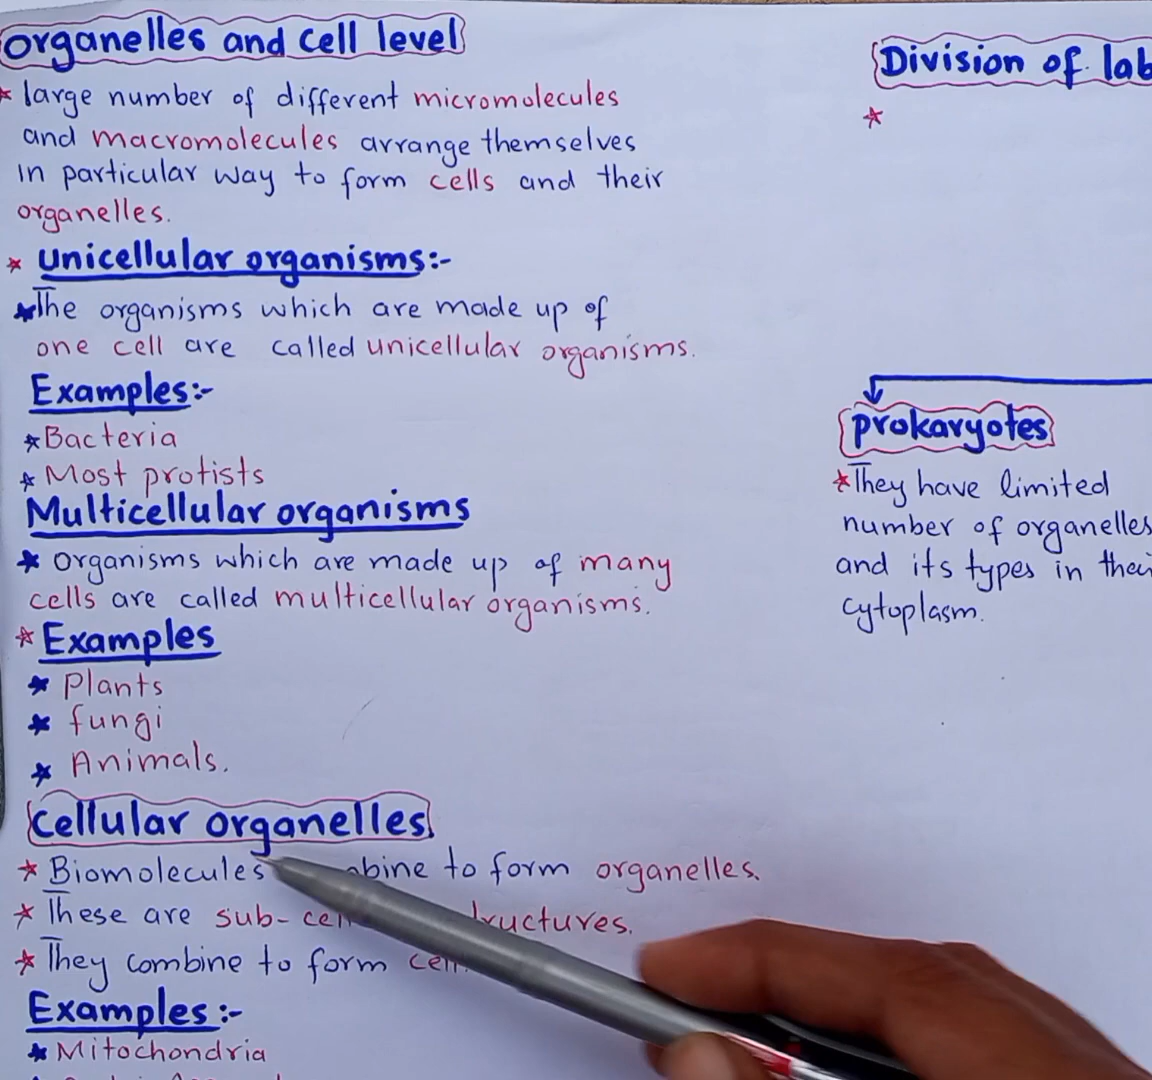 Organelles and cell level
* large number of different micromolecules
and macromolecules arrange themselves
in particular way to form cells and their
organelles.
* Unicellular organisms:-
* The organisms which are made up of
one cell are called unicellular organisms.
Examples:-
* Bacteria
* Most protists
Multicellular organisms
* organisms which are made up of many
cells are called multicellular organisms.
* Examples
* Plants
* fungi
* Animals.
Cellular organelles
* Biomolecules to form organelles.
* These are sub-
* They combine to form
Examples:-
* Mitochondria
Division of
*
prokaryotes
* They have limited
number of organelles
and its types in
cytoplasm.